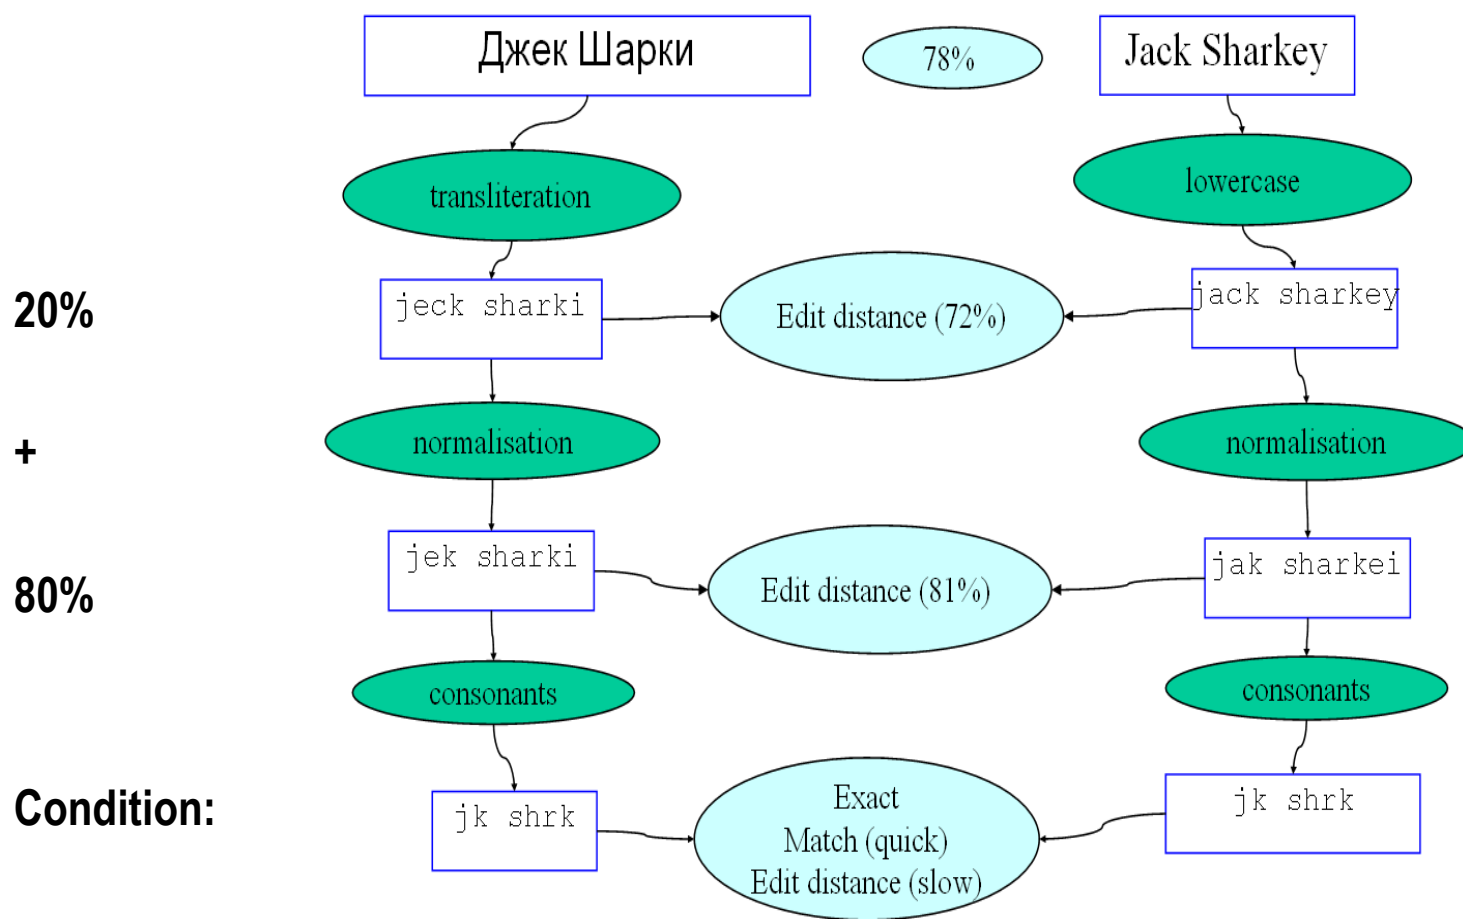 Джек Шарки
78%
Jack Sharkey
transliteration
lowercase
20%
jeck sharki
Edit distance (72%)
jack sharkey
+
normalisation
normalisation
80%
jek sharki
Edit distance (81%)
jak sharkei
consonants
consonants
Condition:
jk shrk
Exact
Match (quick)
Edit distance (slow)
jk shrk